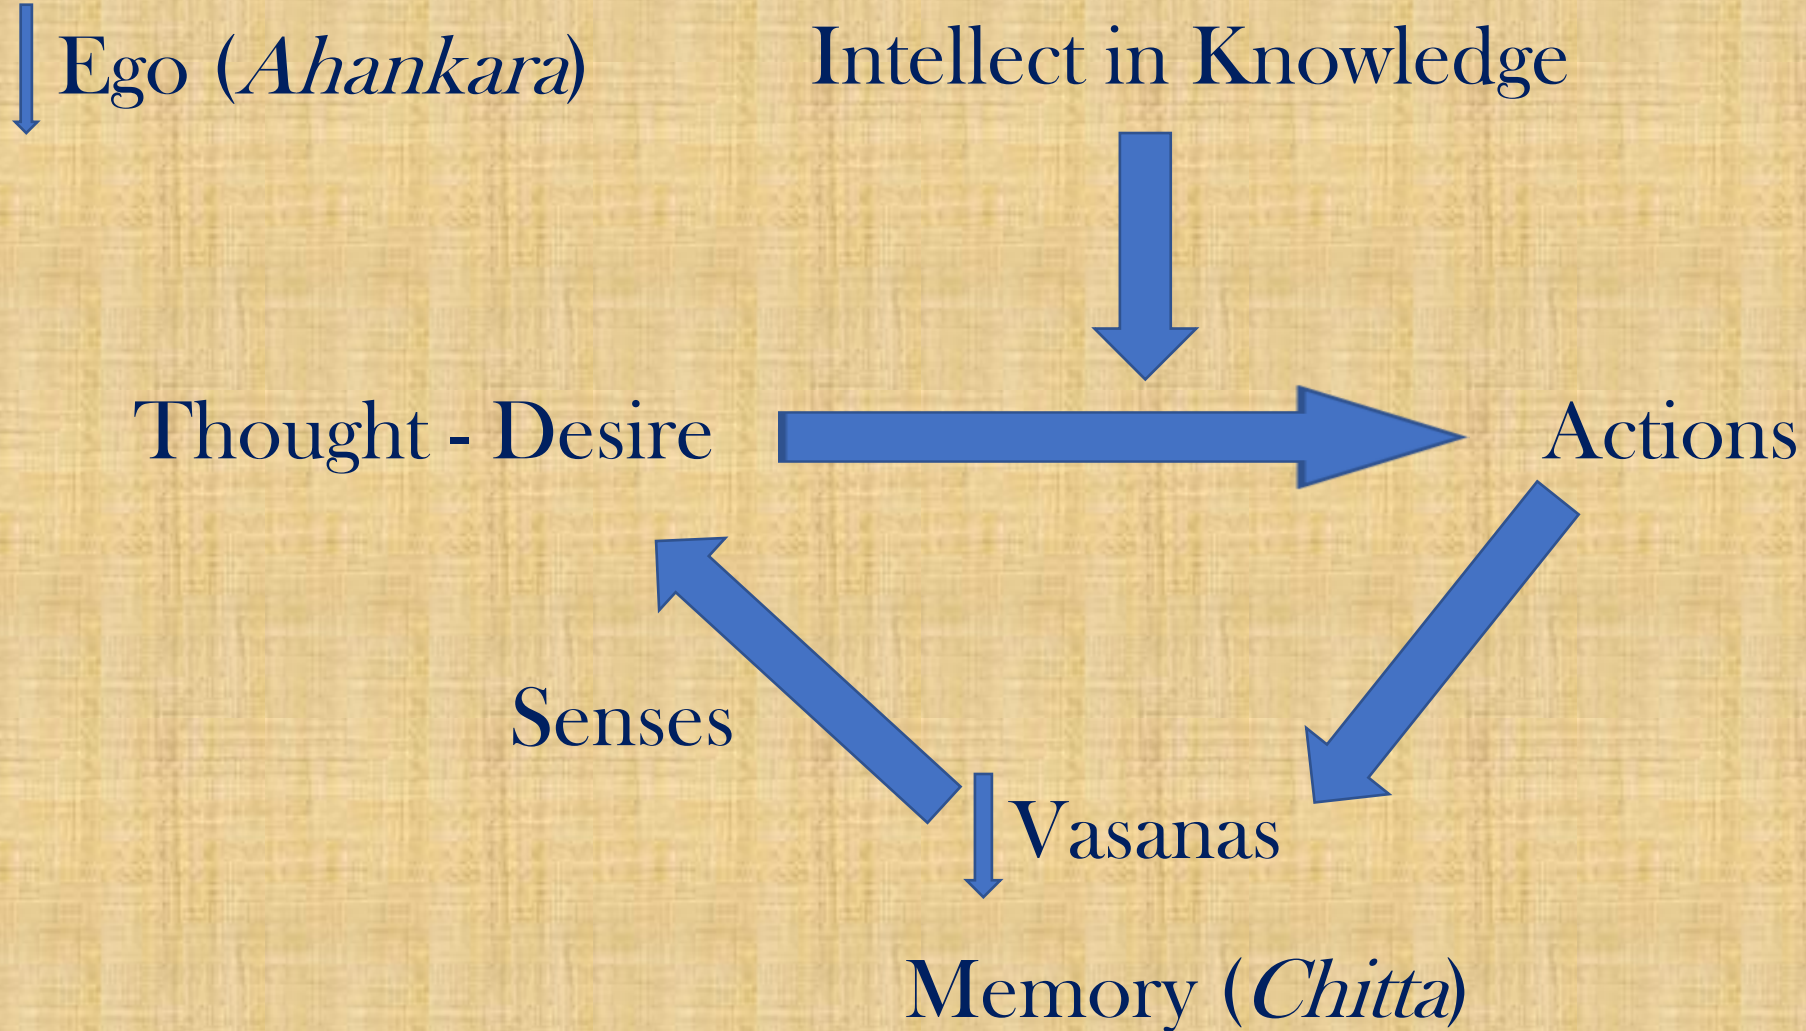 Ego (Ahankara)
Intellect in Knowledge
Thought - Desire
Actions
Senses
Vasanas
Memory (Chitta)